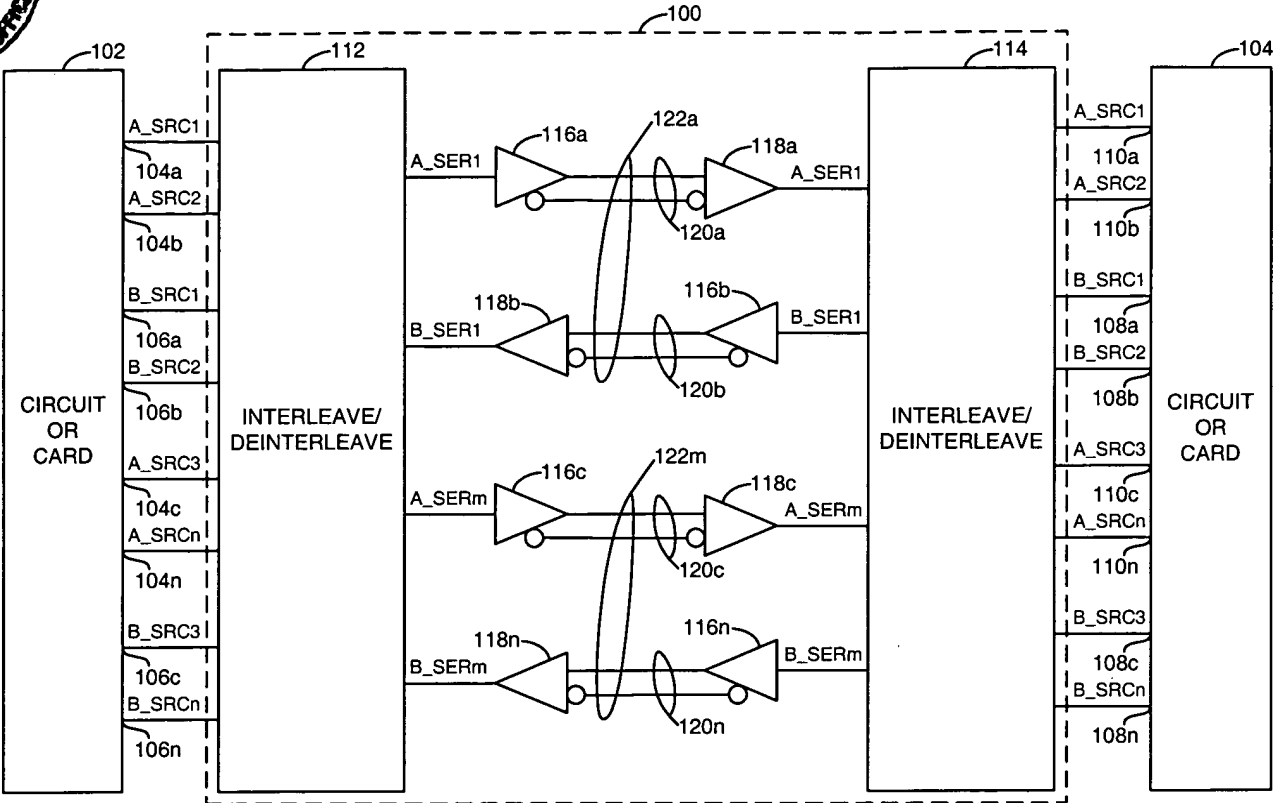 OFFIC
100
102
112
114
104
A_SRC1
104a
A_SRC2
104b
B_SRC1
106a
B_SRC2
106b
A_SRC3
104c
A_SRCn
104n
B_SRC3
106c
B_SRCn
106n
CIRCUIT
OR
CARD
INTERLEAVE/
DEINTERLEAVE
A_SER1
116a
122a
120a
118a
A_SER1
B_SER1
118b
120b
116b
B_SER1
A_SERm
116c
122m
120c
118c
A_SERm
B_SERm
118n
120n
116n
B_SERm
INTERLEAVE/
DEINTERLEAVE
A_SRC1
110a
A_SRC2
110b
B_SRC1
108a
B_SRC2
108b
A_SRC3
110c
A_SRCn
110n
B_SRC3
108c
B_SRCn
108n
CIRCUIT
OR
CARD